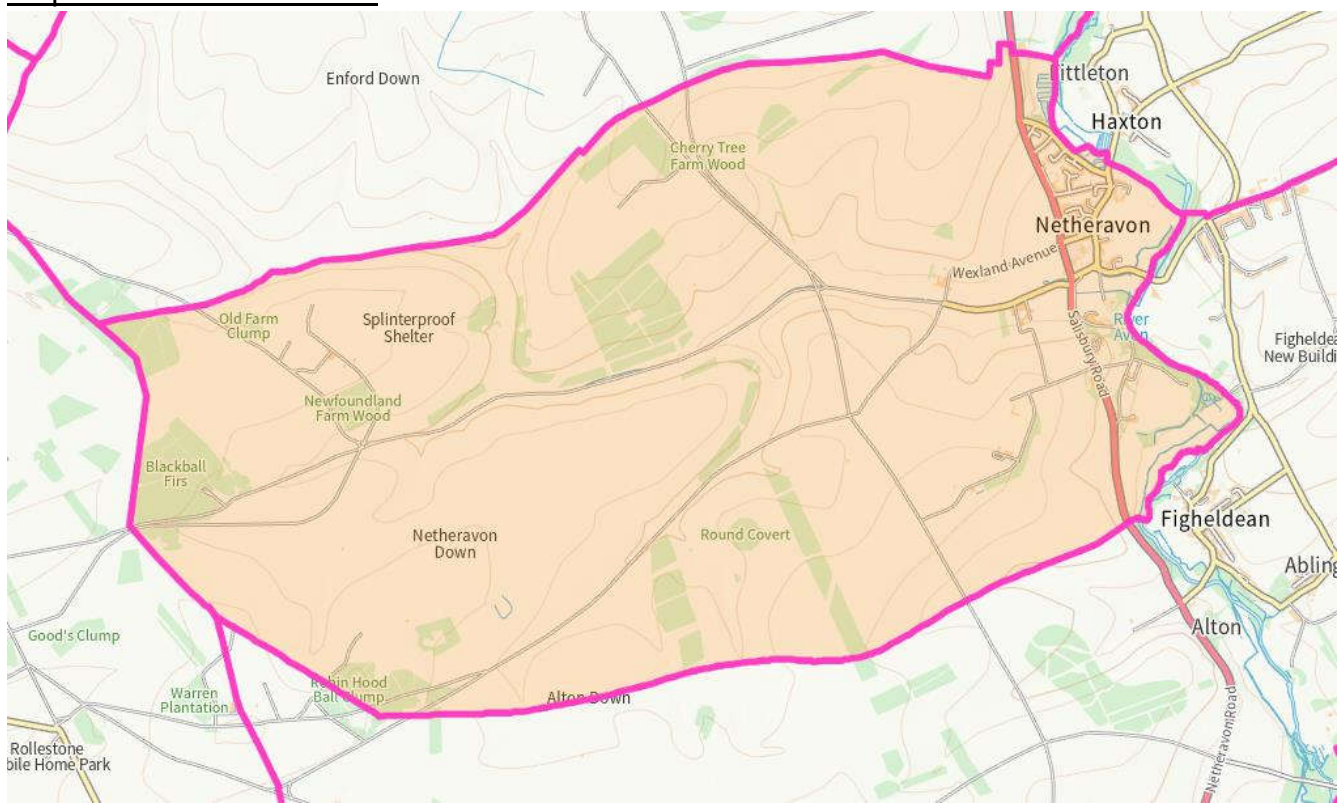 Enford Down
Littleton
Haxton
Cherry Tree
Farm Wood
Netheravon
Wexland Avenue
Old Farm
Clump
Splinterproof
Shelter
River
Avon
Salisbury Road
Figheldea
New Buildi
Newfoundland
Farm Wood
Blackball
Firs
Netheravon
Down
Round Covert
Figheldean
Abling
Good's Clump
Alton
Robin Hood
Ball Clump
Warren
Plantation
Alton Down
Netheravon Road
Rollestone
bile Home Park